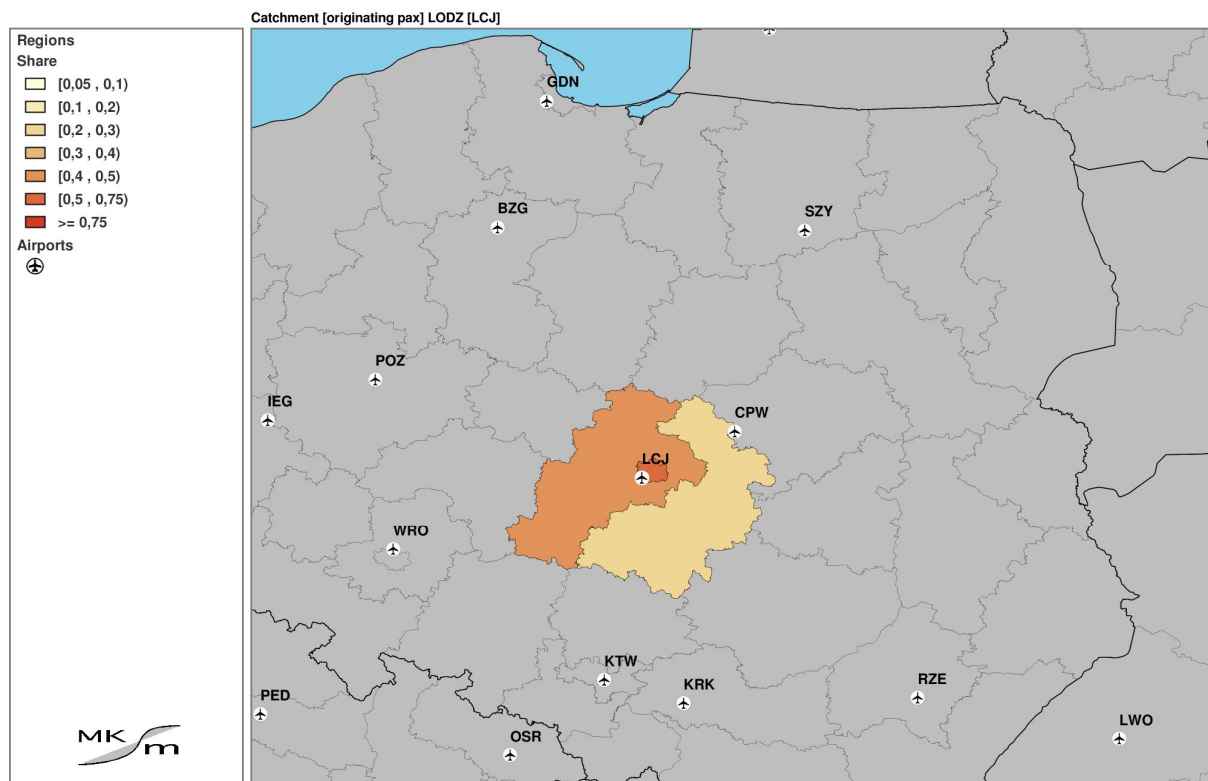 Catchment [originating pax] LODZ [LCJ]
Regions
Share
[0,05 , 0,1)
[0,1 , 0,2)
[0,2 , 0,3)
[0,3 , 0,4)
[0,4 , 0,5)
[0,5 , 0,75)
>= 0,75
Airports
MK
m
GDN
BZG
SZY
POZ
IEG
CPW
LCJ
WRO
KTW
KRK
RZE
PED
LWO
OSR